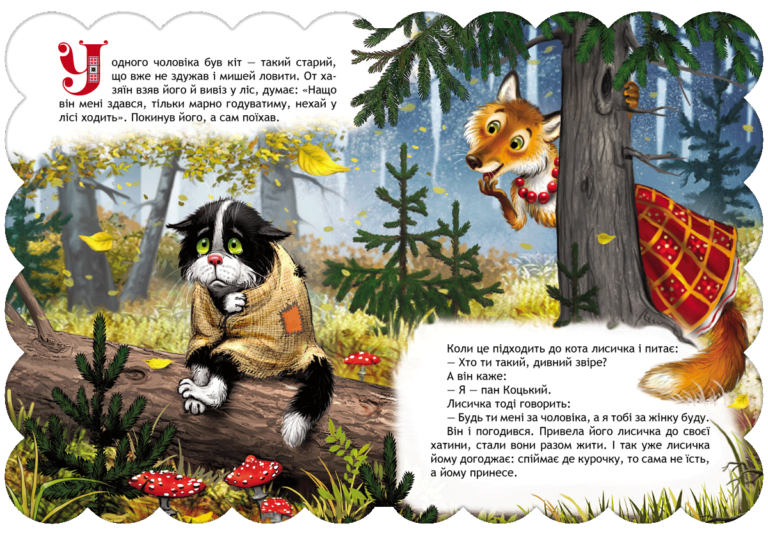 У одного чоловіка був кіт — такий старий,
що вже не здужав і мишей ловити. От ха-
зяїн взяв його й вивіз у ліс, думає: «Нащо
він мені здався, тільки марно годуватиму, нехай у
лісі ходить». Покинув його, а сам поїхав.
Коли це підходить до кота лисичка і питає:
— Хто ти такий, дивний звіре?
А він каже:
— Я — пан Коцький.
Лисичка тоді говорить:
— Будь ти мені за чоловіка, а я тобі за жінку буду.
Він і погодився. Привела його лисичка до своєї
хатини, стали вони разом жити. І так уже лисичка
йому догоджає: спіймає де курочку, то сама не їсть,
а йому принесе.